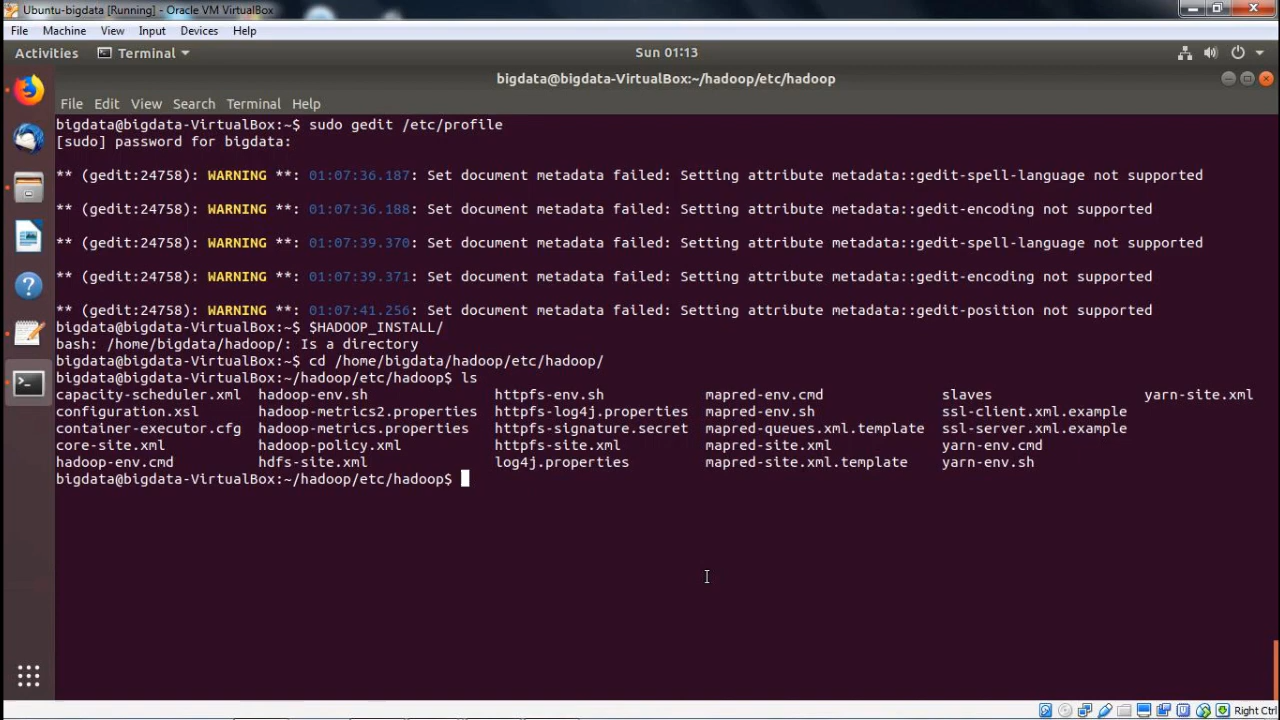 Ubuntu-bigdata [Running] - Oracle VM VirtualBox
File Machine View Input Devices Help
Activities Terminal Sun 01:13
bigdata@bigdata-VirtualBox:~/hadoop/etc/hadoop
File Edit View Search Terminal Help
bigdata@bigdata-VirtualBox:~$ sudo gedit /etc/profile
[sudo] password for bigdata:
** (gedit:24758): WARNING **: 01:07:36.187: Set document metadata failed: Setting attribute metadata::gedit-spell-language not supported
** (gedit:24758): WARNING **: 01:07:36.188: Set document metadata failed: Setting attribute metadata::gedit-encoding not supported
** (gedit:24758): WARNING **: 01:07:39.370: Set document metadata failed: Setting attribute metadata::gedit-spell-language not supported
** (gedit:24758): WARNING **: 01:07:39.371: Set document metadata failed: Setting attribute metadata::gedit-encoding not supported
** (gedit:24758): WARNING **: 01:07:41.256: Set document metadata failed: Setting attribute metadata::gedit-position not supported
bigdata@bigdata-VirtualBox:~$ $HADOOP_INSTALL/
bash: /home/bigdata/hadoop/: Is a directory
bigdata@bigdata-VirtualBox:~$ cd /home/bigdata/hadoop/etc/hadoop/
bigdata@bigdata-VirtualBox:~/hadoop/etc/hadoop$ ls
capacity-scheduler.xml hadoop-env.sh httpfs-env.sh mapred-env.cmd slaves yarn-site.xml
configuration.xsl hadoop-metrics2.properties httpfs-log4j.properties mapred-env.sh ssl-client.xml.example
container-executor.cfg hadoop-metrics.properties httpfs-signature.secret mapred-queues.xml.template ssl-server.xml.example
core-site.xml hadoop-policy.xml httpfs-site.xml mapred-site.xml yarn-env.cmd
hadoop-env.cmd hdfs-site.xml log4j.properties mapred-site.xml.template yarn-env.sh
bigdata@bigdata-VirtualBox:~/hadoop/etc/hadoop$
Right Ctrl